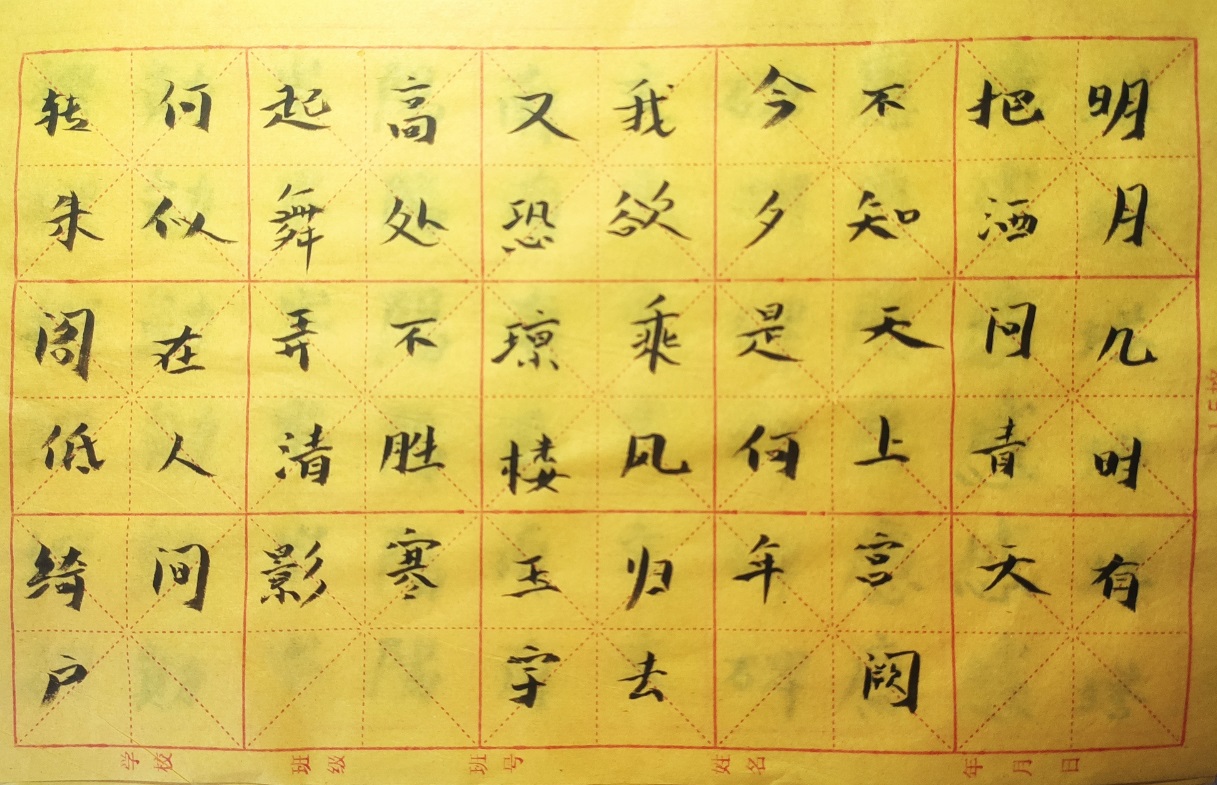 明月几时有
把酒问青天
不知天上宫阙
今夕是何年
我欲乘风归去
又恐琼楼玉宇
高处不胜寒
起舞弄清影
何似在人间
转朱阁低绮户
学校 班级 班号 姓名 年 月 日